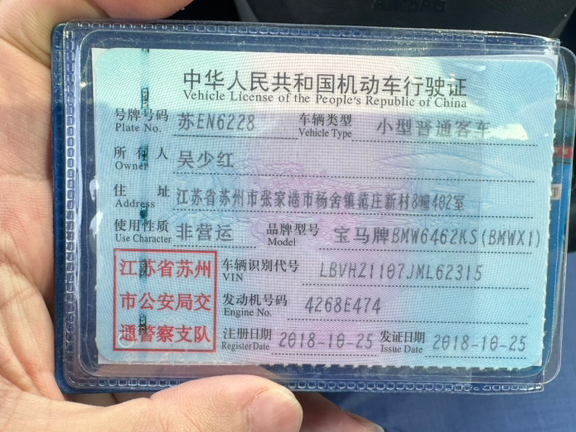 中华人民共和国机动车行驶证
Vehicle License of the People's Republic of China
号牌号码 苏EN6228 车辆类型 小型普通客车
Plate No. Vehicle Type
所有人 吴少红
Owner
住址 江苏省苏州市张家港市杨舍镇范庄新村8幢402室
Address
使用性质 非营运 品牌型号 宝马牌BMW6462KS(BMWX1)
Use Character Model
江苏省苏州
市公安局交
通警察支队
车辆识别代号 LBVHZ1107JML62315
VIN
发动机号码 4268E474
Engine No.
注册日期 2018-10-25 发证日期 2018-10-25
Register Date Issue Date